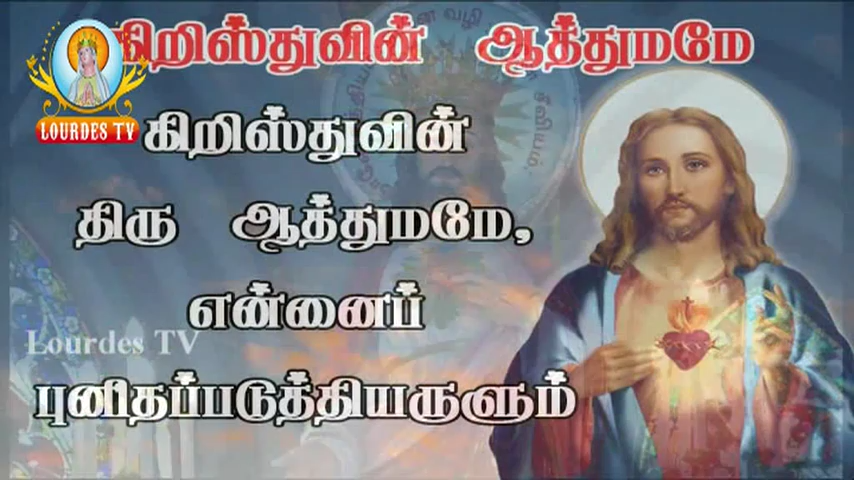 கிறிஸ்துவின் ஆத்துமமே
LOURDES TV
கிறிஸ்துவின்
திரு ஆத்துமமே,
என்னைப்
Lourdes TV
புனிதப்படுத்தியருளும்